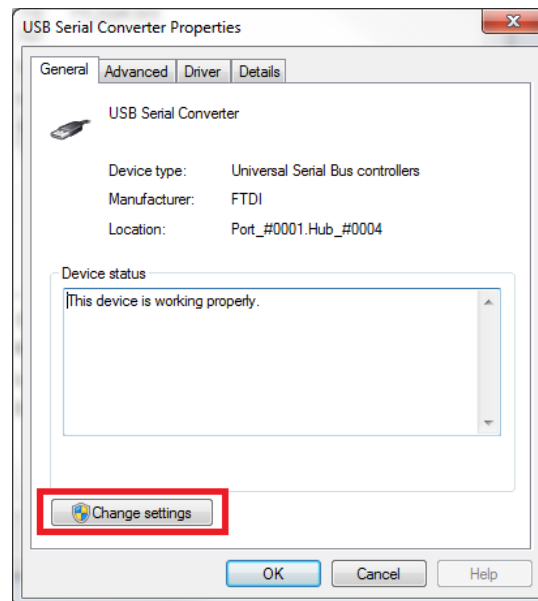 USB Serial Converter Properties
General Advanced Driver Details
USB Serial Converter
Device type: Universal Serial Bus controllers
Manufacturer: FTDI
Location: Port_#0001.Hub_#0004
Device status
This device is working properly.
Change settings
OK Cancel Help